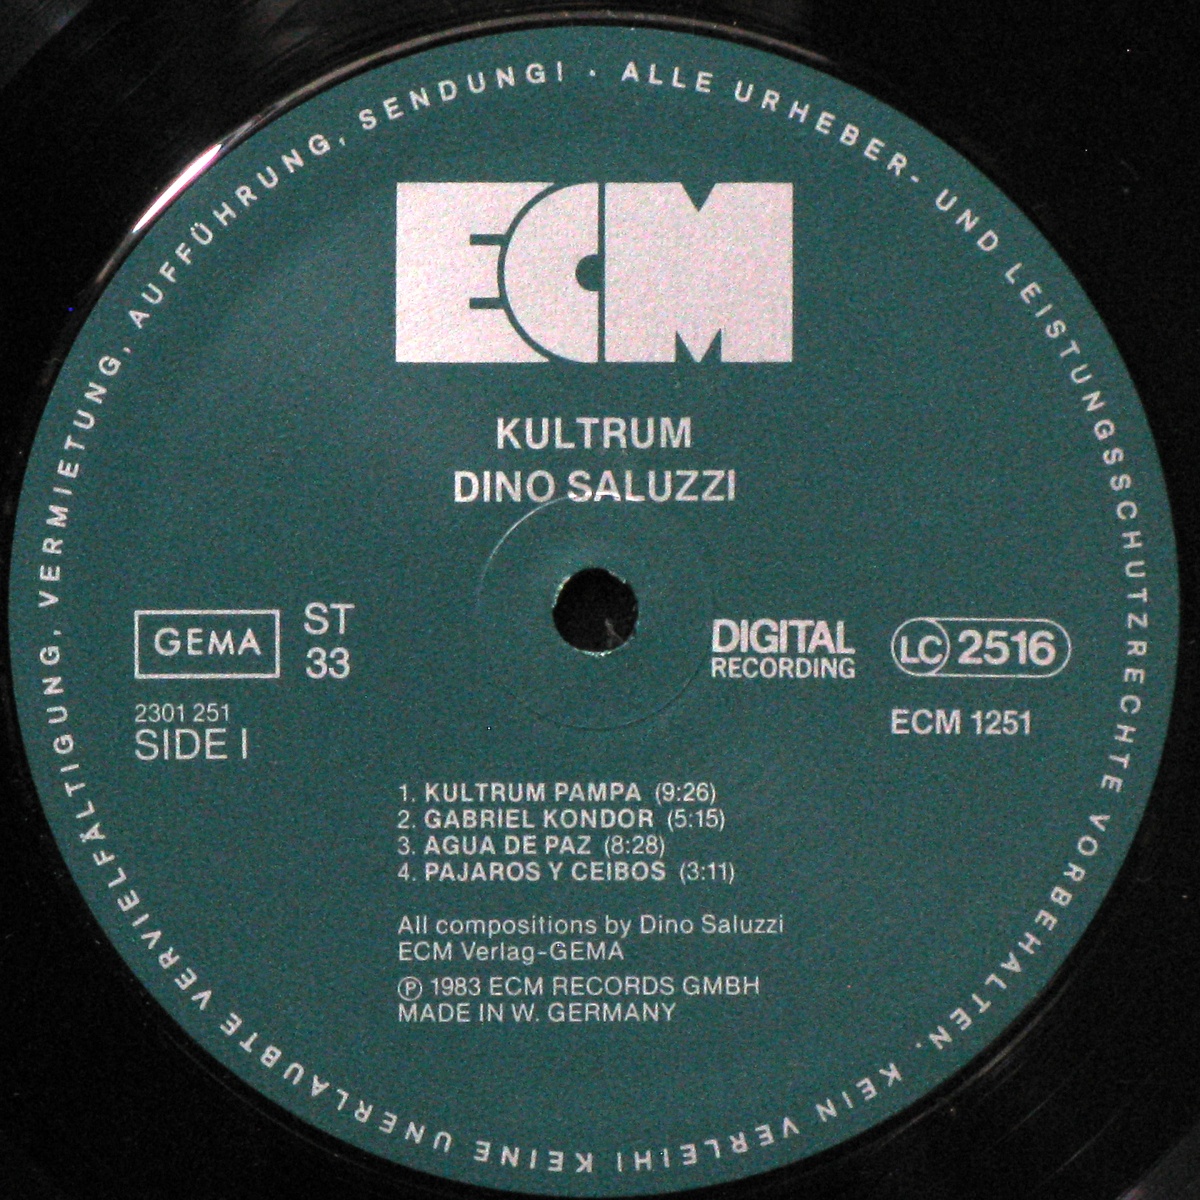 ALLE URHEBER- UND LEISTUNGSSCHUTZRECHTE VORBEHALTEN. KEIN VERLEIH! KEINE UNERLAUBTE VERVIELFÄLTIGUNG, VERMIETUNG, AUFFÜHRUNG, SENDUNG! ·
ECM
KULTRUM
DINO SALUZZI
GEMA
ST
33
2301 251
SIDE I
DIGITAL
RECORDING
LC 2516
ECM 1251
1. KULTRUM PAMPA (9:26)
2. GABRIEL KONDOR (5:15)
3. AGUA DE PAZ (8:28)
4. PAJAROS Y CEIBOS (3:11)
All compositions by Dino Saluzzi
ECM Verlag-GEMA
Ⓟ 1983 ECM RECORDS GMBH
MADE IN W. GERMANY